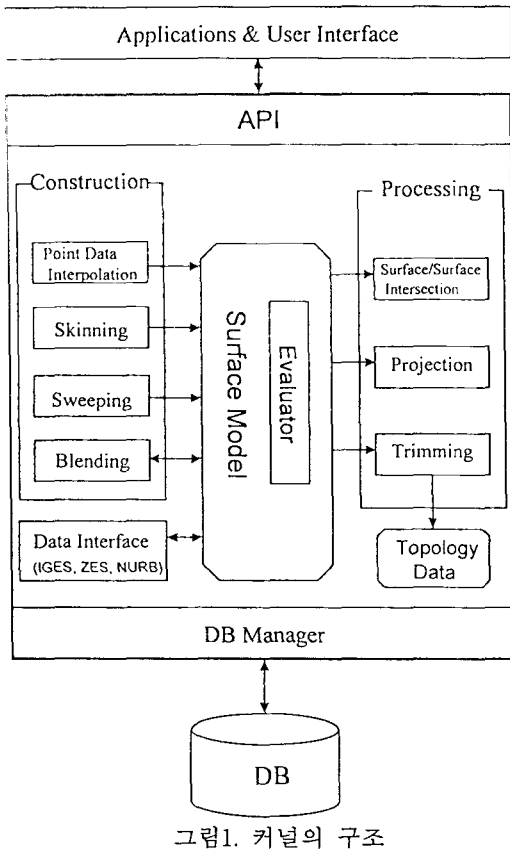 Applications & User Interface
API
Construction
Point Data
Interpolation
Skinning
Sweeping
Blending
Data Interface
(IGES, ZES, NURB)
Surface Model
Evaluator
Processing
Surface/Surface
Intersection
Projection
Trimming
Topology
Data
DB Manager
DB
그림1. 커널의 구조